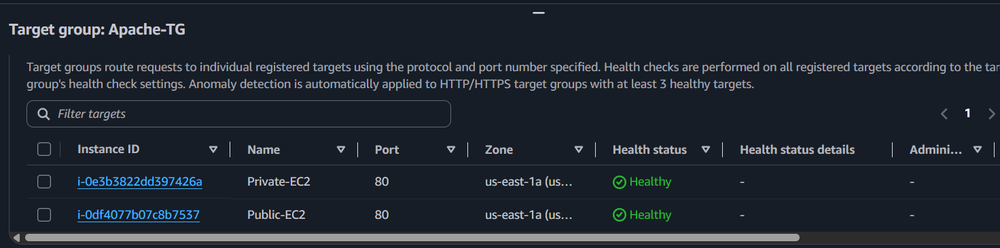 Target group: Apache-TG
Target groups route requests to individual registered targets using the protocol and port number specified. Health checks are performed on all registered targets according to the tar
group's health check settings. Anomaly detection is automatically applied to HTTP/HTTPS target groups with at least 3 healthy targets.
Filter targets
1
Instance ID Name Port Zone Health status Health status details Admini...
i-0e3b3822dd397426a Private-EC2 80 us-east-1a (us... Healthy - -
i-0df4077b07c8b7537 Public-EC2 80 us-east-1a (us... Healthy - -